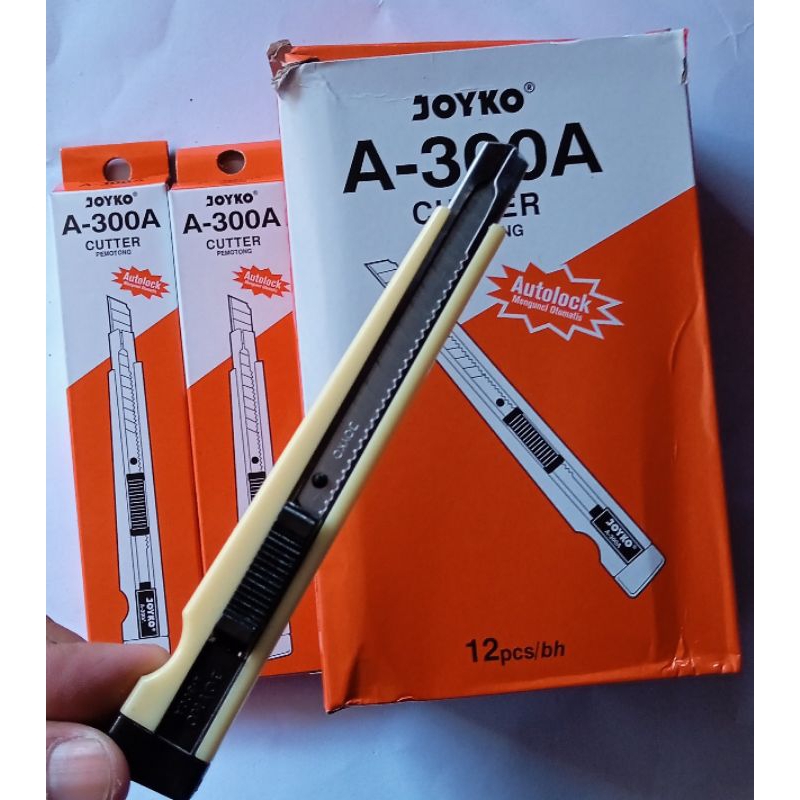 JOYKO®
A-300A
CUTTER
PEMOTONG
Autolock
JOYKO
JOYKO®
A-300A
CUTTER
PEMOTONG
Autolock
JOYKO®
Autolock
Mengunci Otomatis
JOYKO
A-300A
12pcs/bh